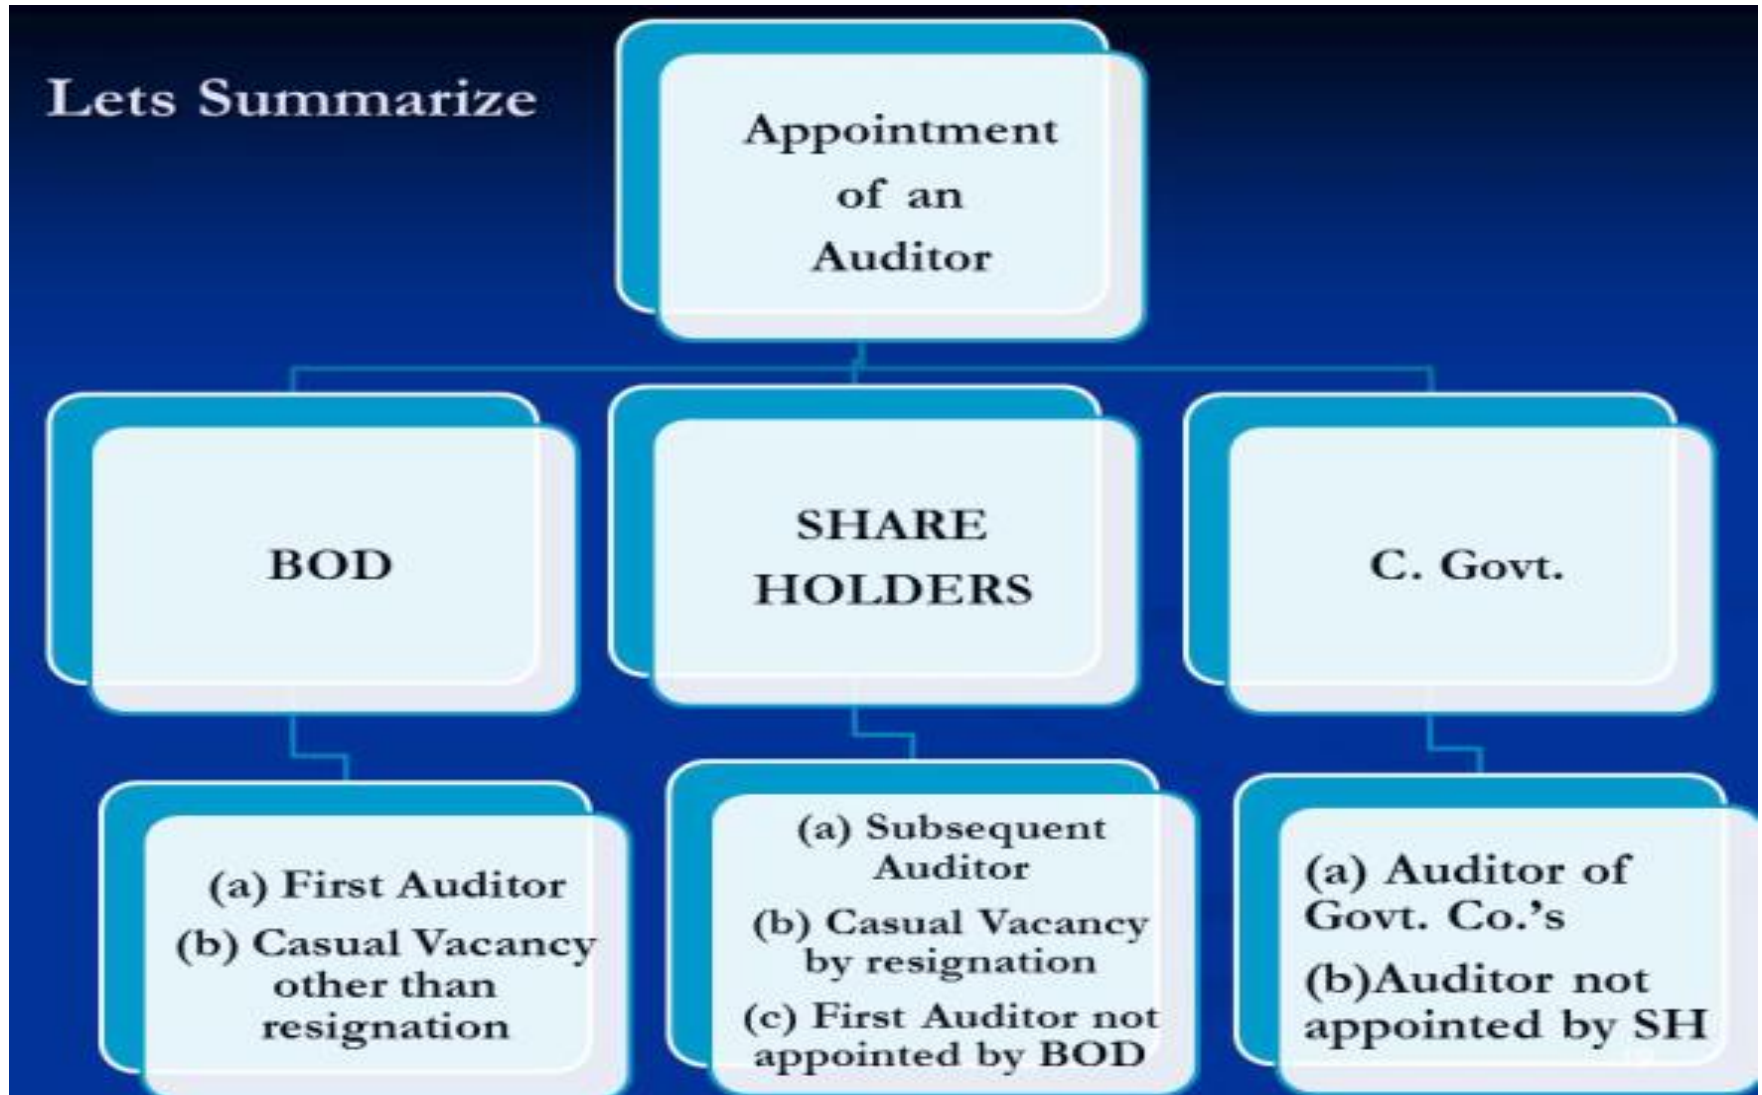 Lets Summarize
Appointment
of an
Auditor
BOD
SHARE
HOLDERS
C. Govt.
(a) First Auditor
(b) Casual Vacancy
other than
resignation
(a) Subsequent
Auditor
(b) Casual Vacancy
by resignation
(c) First Auditor not
appointed by BOD
(a) Auditor of
Govt. Co.'s
(b)Auditor not
appointed by SH